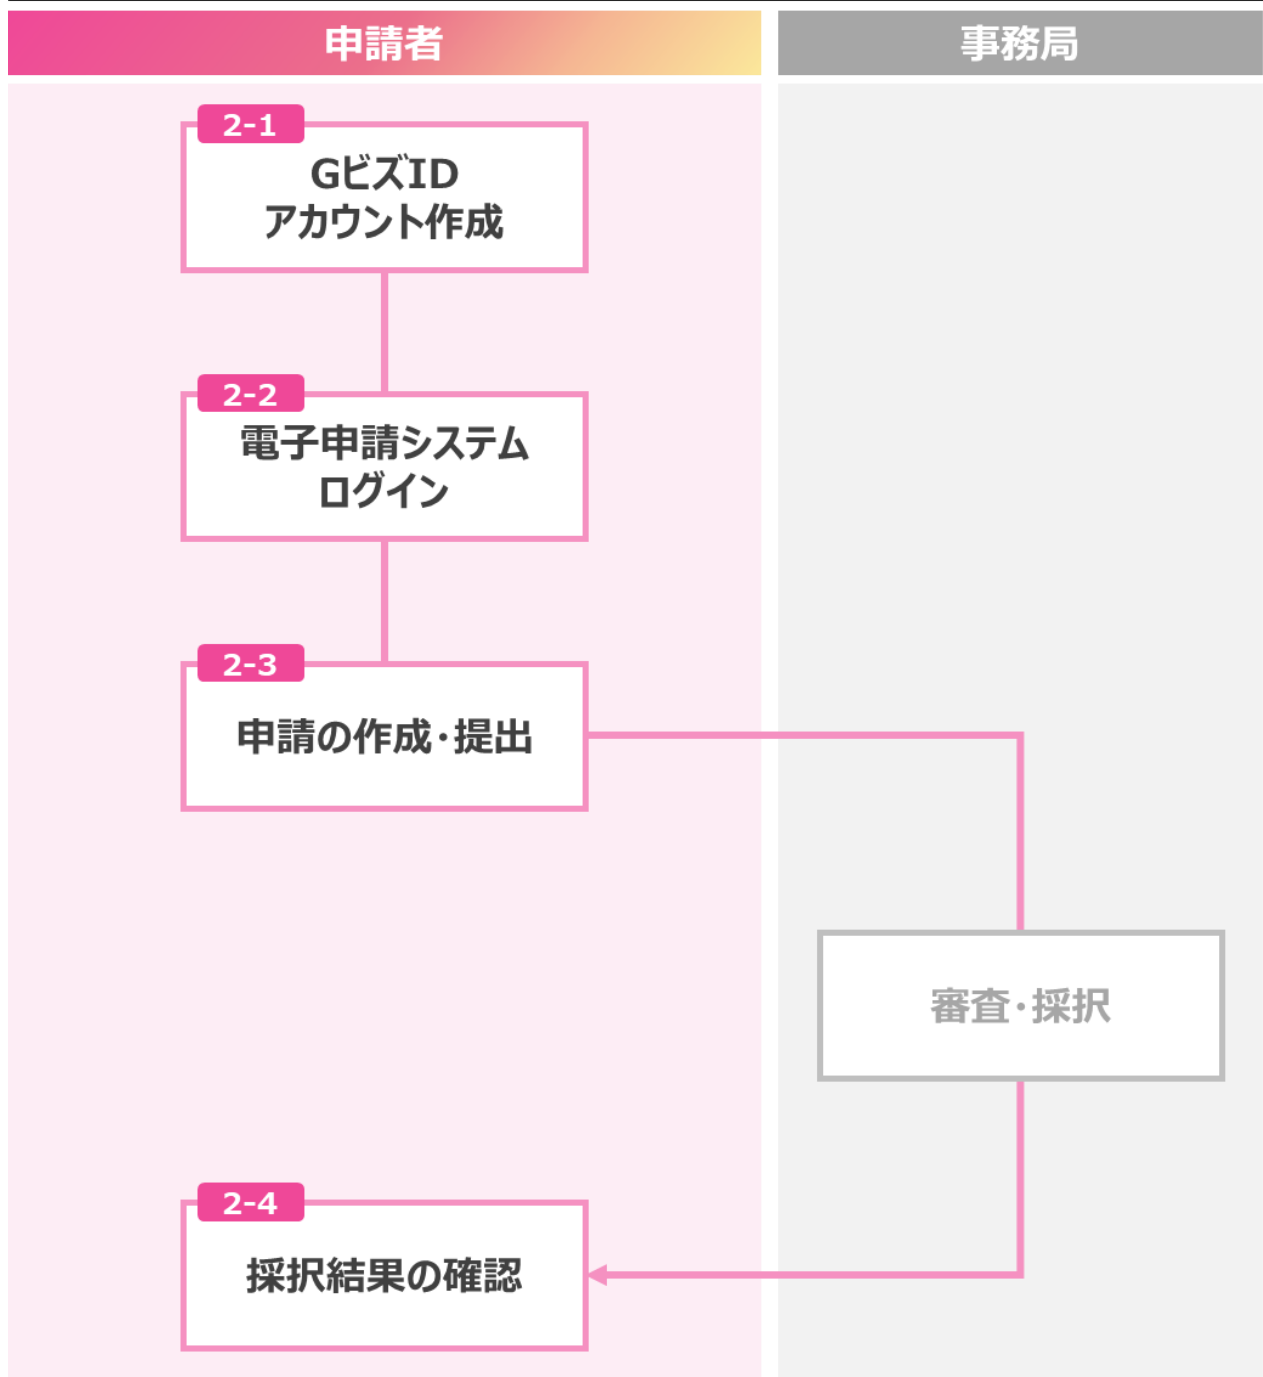 申請者
事務局
2-1
GビズID
アカウント作成
2-2
電子申請システム
ログイン
2-3
申請の作成・提出
審査・採択
2-4
採択結果の確認